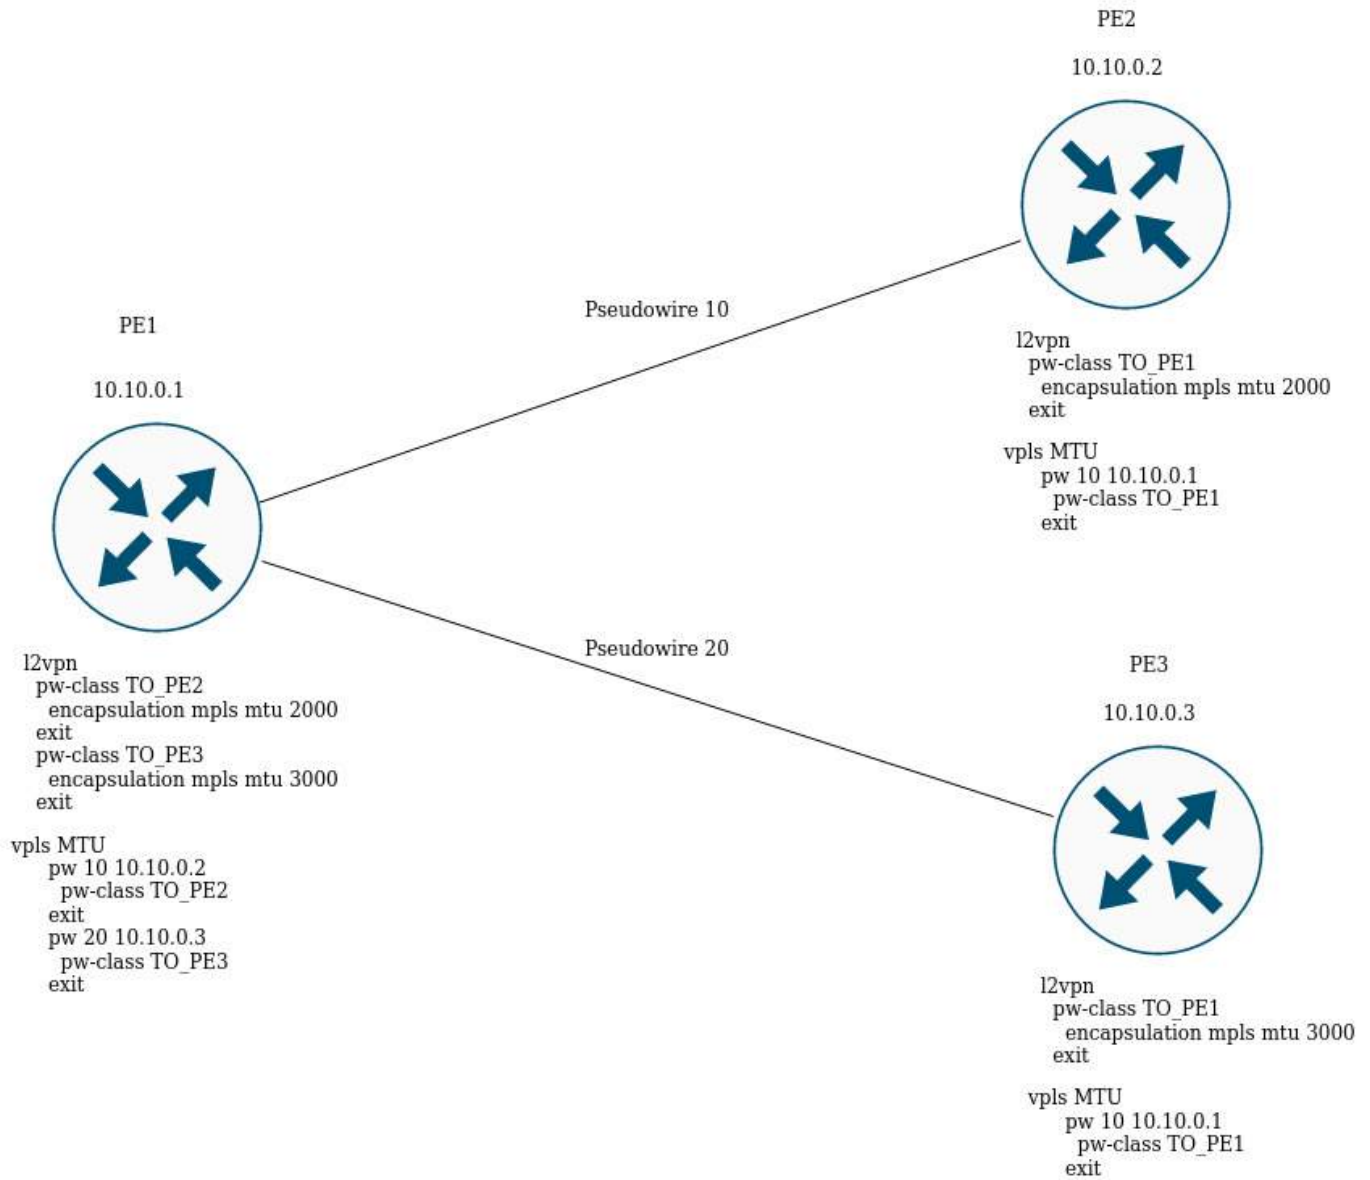 PE2
10.10.0.2
l2vpn
pw-class TO_PE1
encapsulation mpls mtu 2000
exit
vpls MTU
pw 10 10.10.0.1
pw-class TO_PE1
exit
Pseudowire 10
PE1
10.10.0.1
l2vpn
pw-class TO_PE2
encapsulation mpls mtu 2000
exit
pw-class TO_PE3
encapsulation mpls mtu 3000
exit
vpls MTU
pw 10 10.10.0.2
pw-class TO_PE2
exit
pw 20 10.10.0.3
pw-class TO_PE3
exit
Pseudowire 20
PE3
10.10.0.3
l2vpn
pw-class TO_PE1
encapsulation mpls mtu 3000
exit
vpls MTU
pw 10 10.10.0.1
pw-class TO_PE1
exit